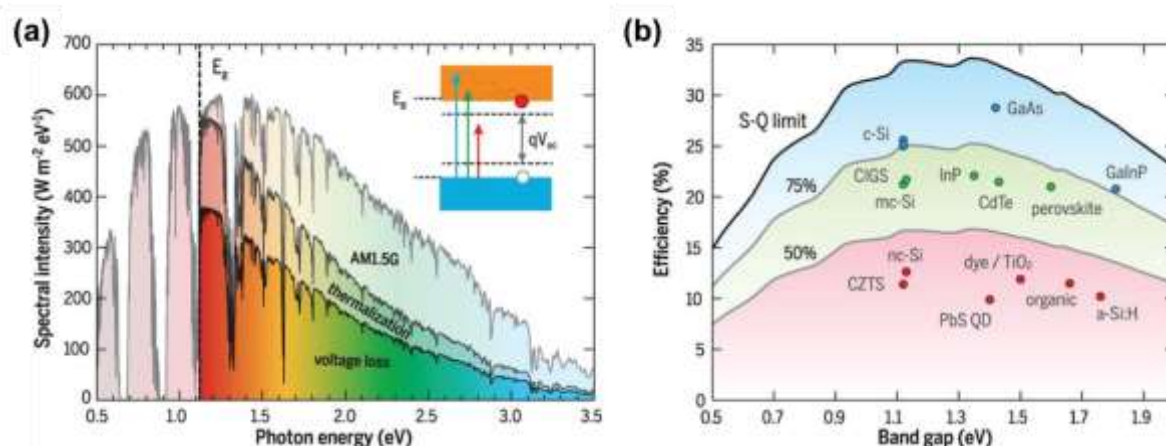 (a)
700
600
500
400
300
200
100
0
Spectral intensity (W m⁻² eV⁻¹)
E_g
E_g
qV_oc
AM1.5G
thermalization
voltage loss
0.5 1.0 1.5 2.0 2.5 3.0 3.5
Photon energy (eV)
(b)
35
30
25
20
15
10
5
0
Efficiency (%)
S-Q limit
75%
50%
GaAs
c-Si
CIGS
mc-Si
InP
CdTe
perovskite
GaInP
nc-Si
CZTS
dye / TiO₂
PbS QD
organic
a-Si:H
0.5 0.7 0.9 1.1 1.3 1.5 1.7 1.9
Band gap (eV)